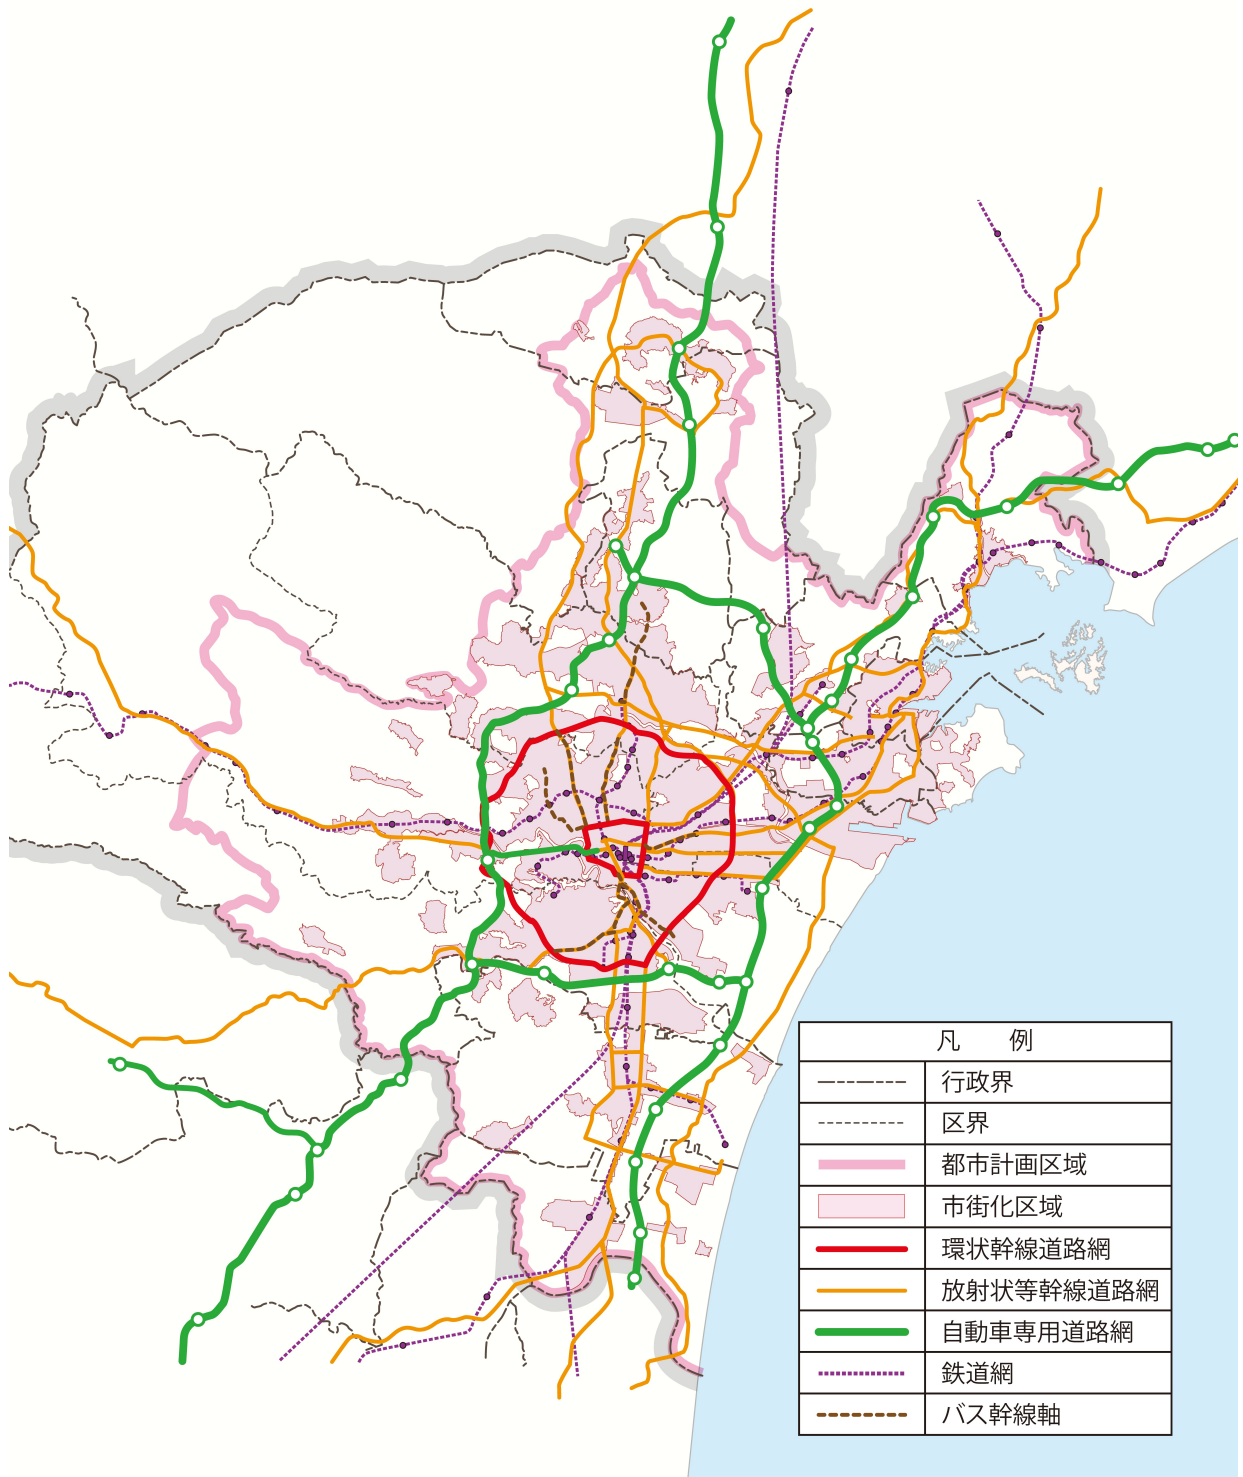 凡 例
行政界
区界
都市計画区域
市街化区域
環状幹線道路網
放射状等幹線道路網
自動車専用道路網
鉄道網
バス幹線軸